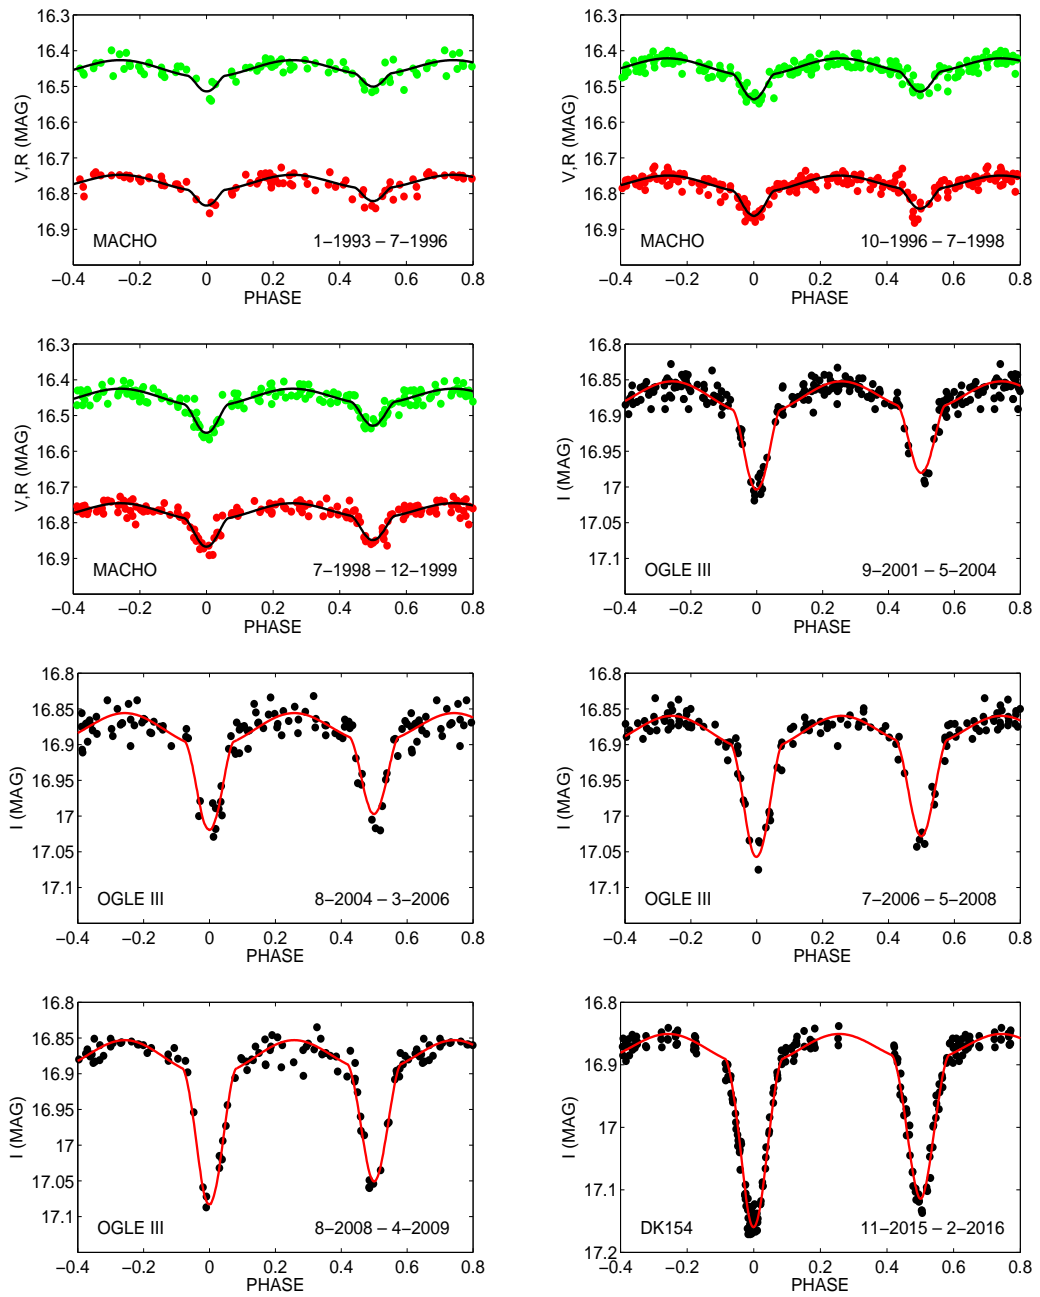 16.3
16.4
16.5
16.6
16.7
16.8
16.9
V,R (MAG)
MACHO
1−1993 − 7−1996
−0.4 −0.2 0 0.2 0.4 0.6 0.8
PHASE
16.3
16.4
16.5
16.6
16.7
16.8
16.9
V,R (MAG)
MACHO
10−1996 − 7−1998
−0.4 −0.2 0 0.2 0.4 0.6 0.8
PHASE
16.3
16.4
16.5
16.6
16.7
16.8
16.9
V,R (MAG)
MACHO
7−1998 − 12−1999
−0.4 −0.2 0 0.2 0.4 0.6 0.8
PHASE
16.8
16.85
16.9
16.95
17
17.05
17.1
I (MAG)
OGLE III
9−2001 − 5−2004
−0.4 −0.2 0 0.2 0.4 0.6 0.8
PHASE
16.8
16.85
16.9
16.95
17
17.05
17.1
I (MAG)
OGLE III
8−2004 − 3−2006
−0.4 −0.2 0 0.2 0.4 0.6 0.8
PHASE
16.8
16.85
16.9
16.95
17
17.05
17.1
I (MAG)
OGLE III
7−2006 − 5−2008
−0.4 −0.2 0 0.2 0.4 0.6 0.8
PHASE
16.8
16.85
16.9
16.95
17
17.05
17.1
I (MAG)
OGLE III
8−2008 − 4−2009
−0.4 −0.2 0 0.2 0.4 0.6 0.8
PHASE
16.8
16.9
17
17.1
17.2
I (MAG)
DK154
11−2015 − 2−2016
−0.4 −0.2 0 0.2 0.4 0.6 0.8
PHASE